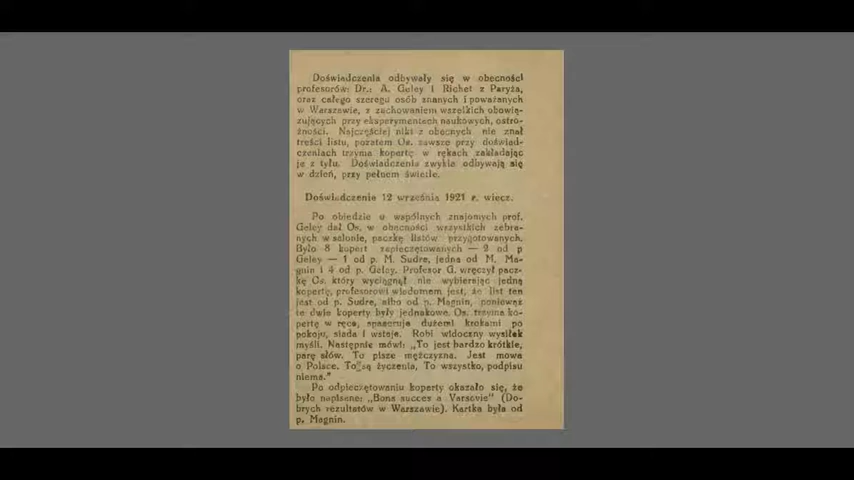 Doświadczenia odbywały się w obecności
profesorów: Dr.: A. Geley i Richet z Paryża,
oraz całego szeregu osób znanych i poważanych
w Warszawie, z zachowaniem wszelkich obowią-
zujących przy eksperymentach naukowych, ostro-
żności. Najczęściej nikt z obecnych nie znał
treści listu, pozatem Os. zawsze przy doświad-
czeniach trzyma kopertę w rękach zakładając
je z tyłu. Doświadczenia zwykle odbywają się
w dzień, przy pełnem świetle.
Doświadczenie 12 września 1921 r. wiecz.
Po obiedzie u wspólnych znajomych prof.
Geley dał Os. w obecności wszystkich zebra-
nych w salonie, paczkę listów przygotowanych.
Było 8 kopert zapieczętowanych — 2 od p
Geley — 1 od p. M. Sudre, jedna od M. Ma-
gnin i 4 od p. Geley. Profesor G. wręczył pacz-
kę Os. który wyciągnął nie wybierając jedną
kopertę, profesorowi wiadomem jest, że list ten
jest od p. Sudre, albo od p. Magnin, ponieważ
te dwie koperty były jednakowe. Os. trzyma ko-
pertę w ręce, spaceruje dużemi krokami po
pokoju, siada i wstaje. Robi widoczny wysiłek
myśli. Następnie mówi: „To jest bardzo krótkie,
parę słów. To pisze mężczyzna. Jest mowa
o Polsce. To są życzenia, To wszystko, podpisu
niema."
Po odpieczętowaniu koperty okazało się, że
było napisane: „Bons succes a Varsovie" (Do-
brych rezultatów w Warszawie). Kartka była od
p. Magnin.